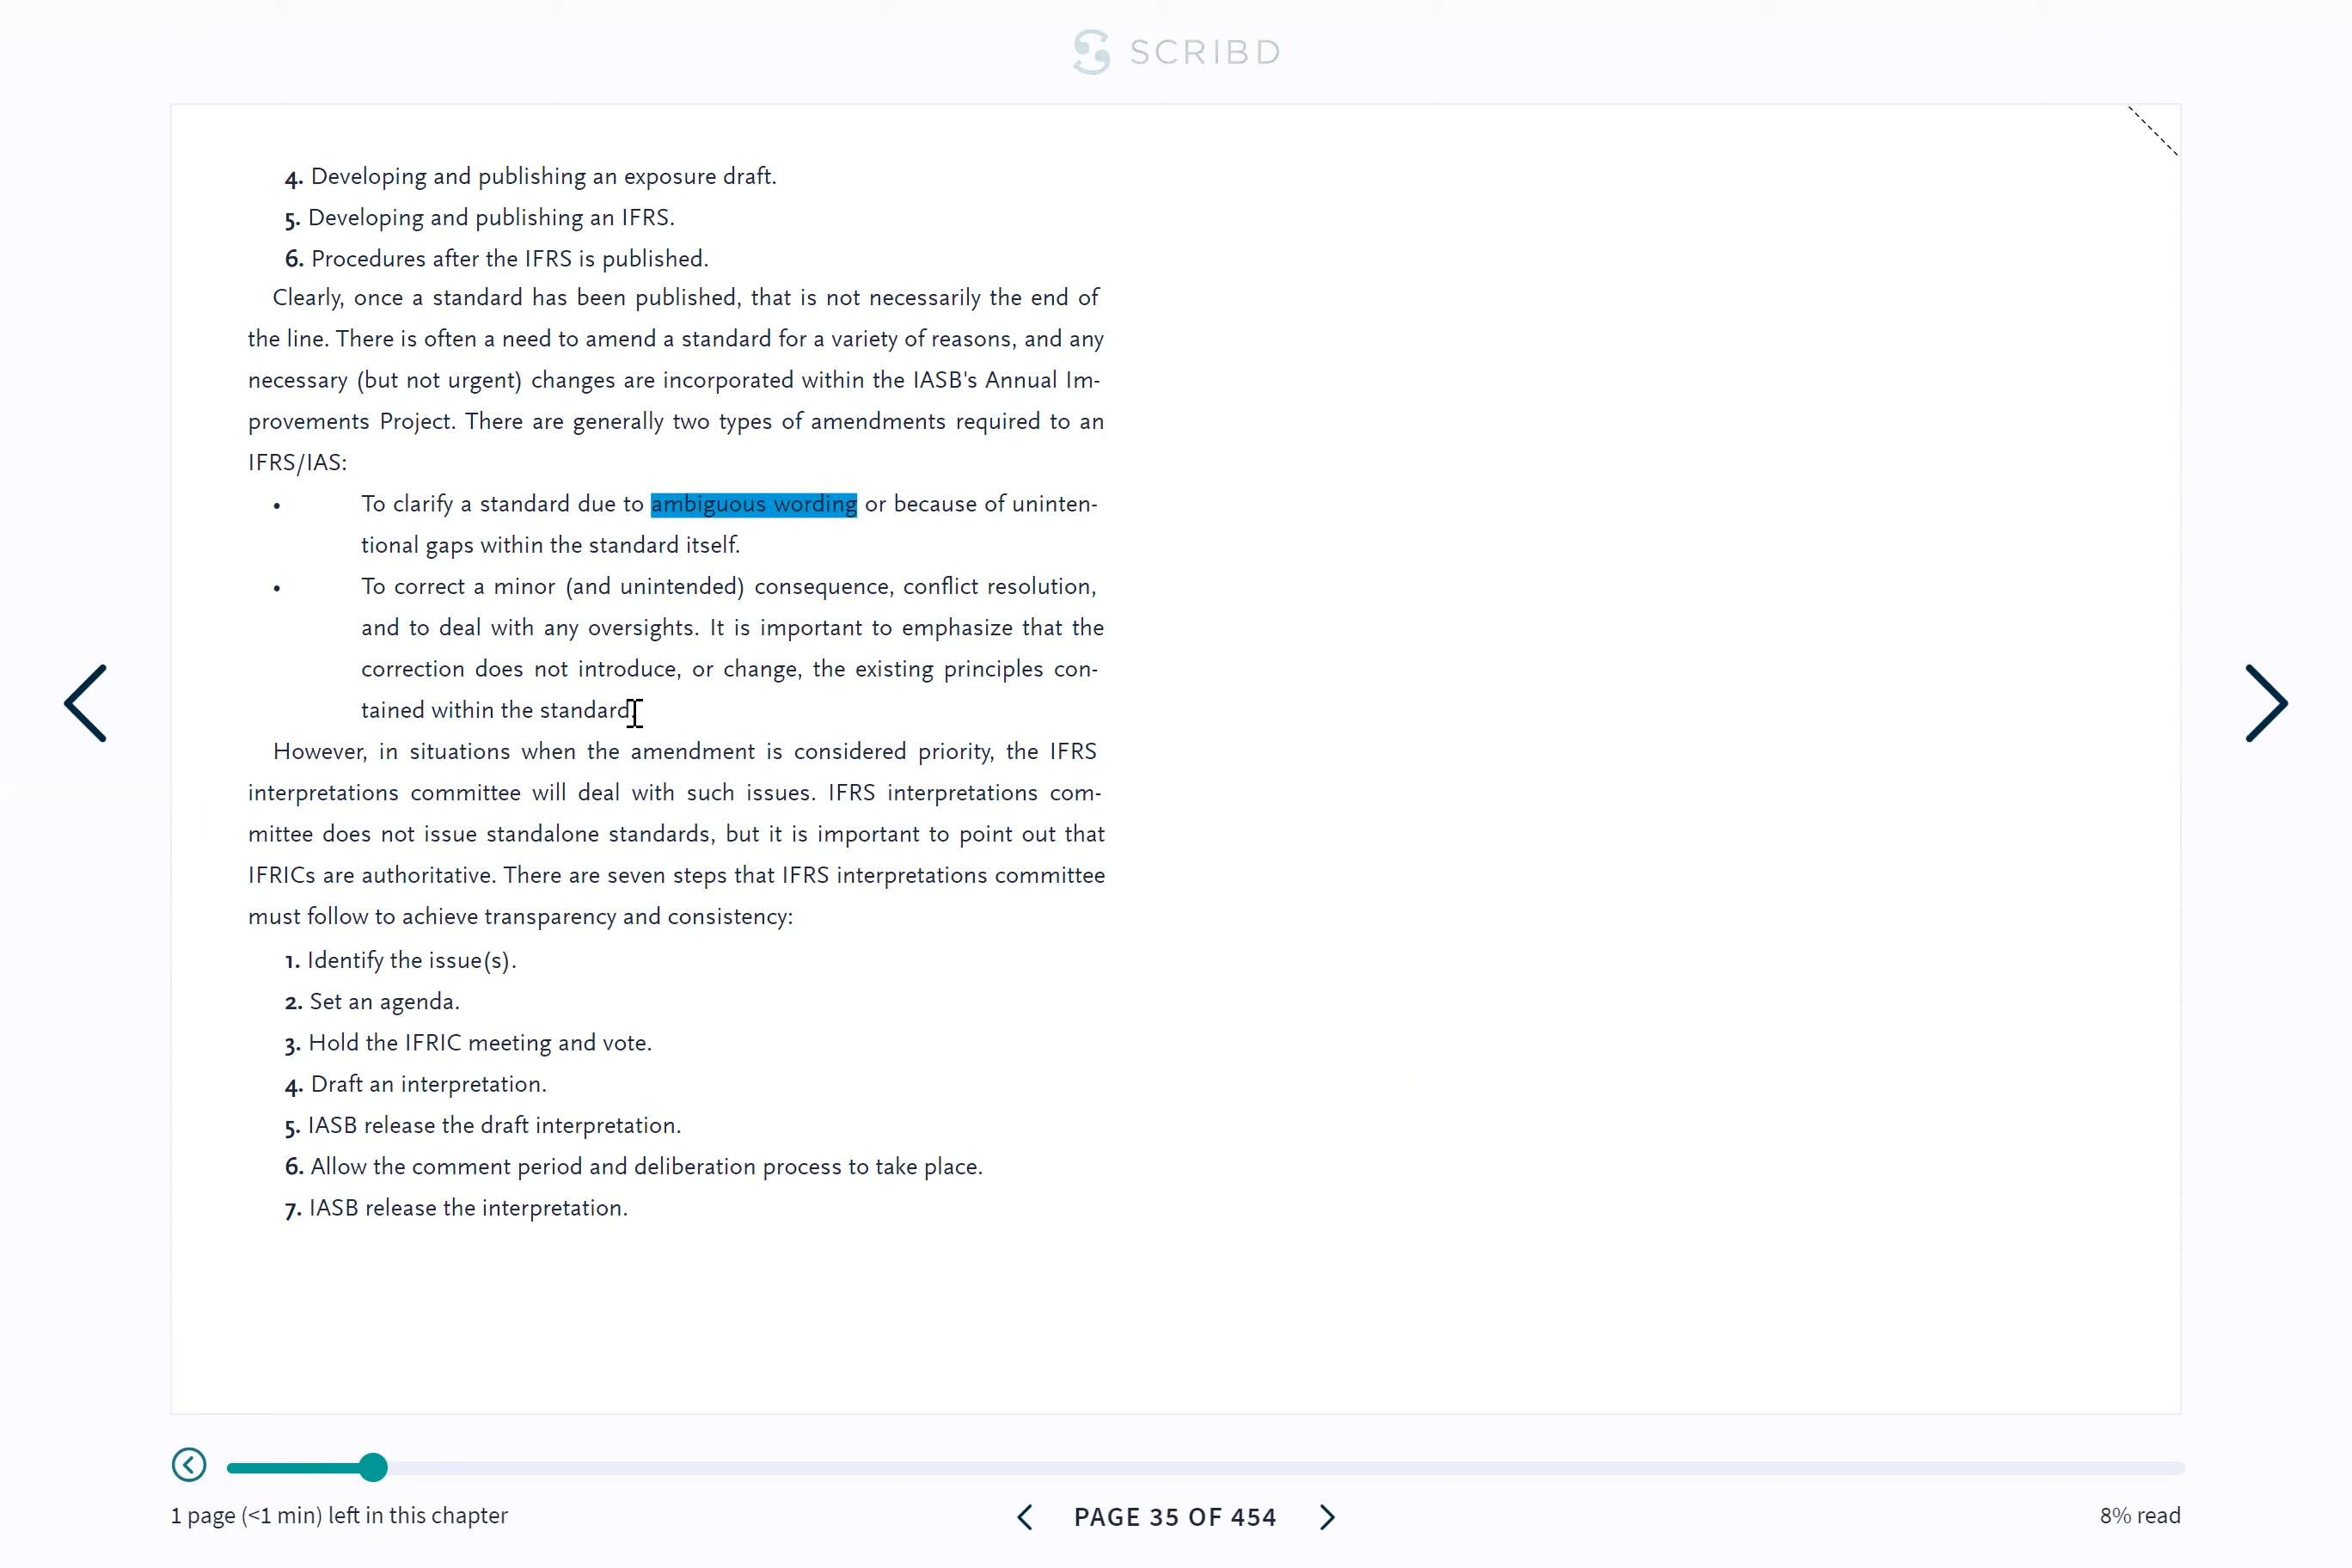 SCRIBD
4. Developing and publishing an exposure draft.
5. Developing and publishing an IFRS.
6. Procedures after the IFRS is published.
Clearly, once a standard has been published, that is not necessarily the end of
the line. There is often a need to amend a standard for a variety of reasons, and any
necessary (but not urgent) changes are incorporated within the IASB's Annual Im-
provements Project. There are generally two types of amendments required to an
IFRS/IAS:
• To clarify a standard due to ambiguous wording or because of uninten-
tional gaps within the standard itself.
• To correct a minor (and unintended) consequence, conflict resolution,
and to deal with any oversights. It is important to emphasize that the
correction does not introduce, or change, the existing principles con-
tained within the standard.
However, in situations when the amendment is considered priority, the IFRS
interpretations committee will deal with such issues. IFRS interpretations com-
mittee does not issue standalone standards, but it is important to point out that
IFRICs are authoritative. There are seven steps that IFRS interpretations committee
must follow to achieve transparency and consistency:
1. Identify the issue(s).
2. Set an agenda.
3. Hold the IFRIC meeting and vote.
4. Draft an interpretation.
5. IASB release the draft interpretation.
6. Allow the comment period and deliberation process to take place.
7. IASB release the interpretation.
1 page (<1 min) left in this chapter
PAGE 35 OF 454
8% read